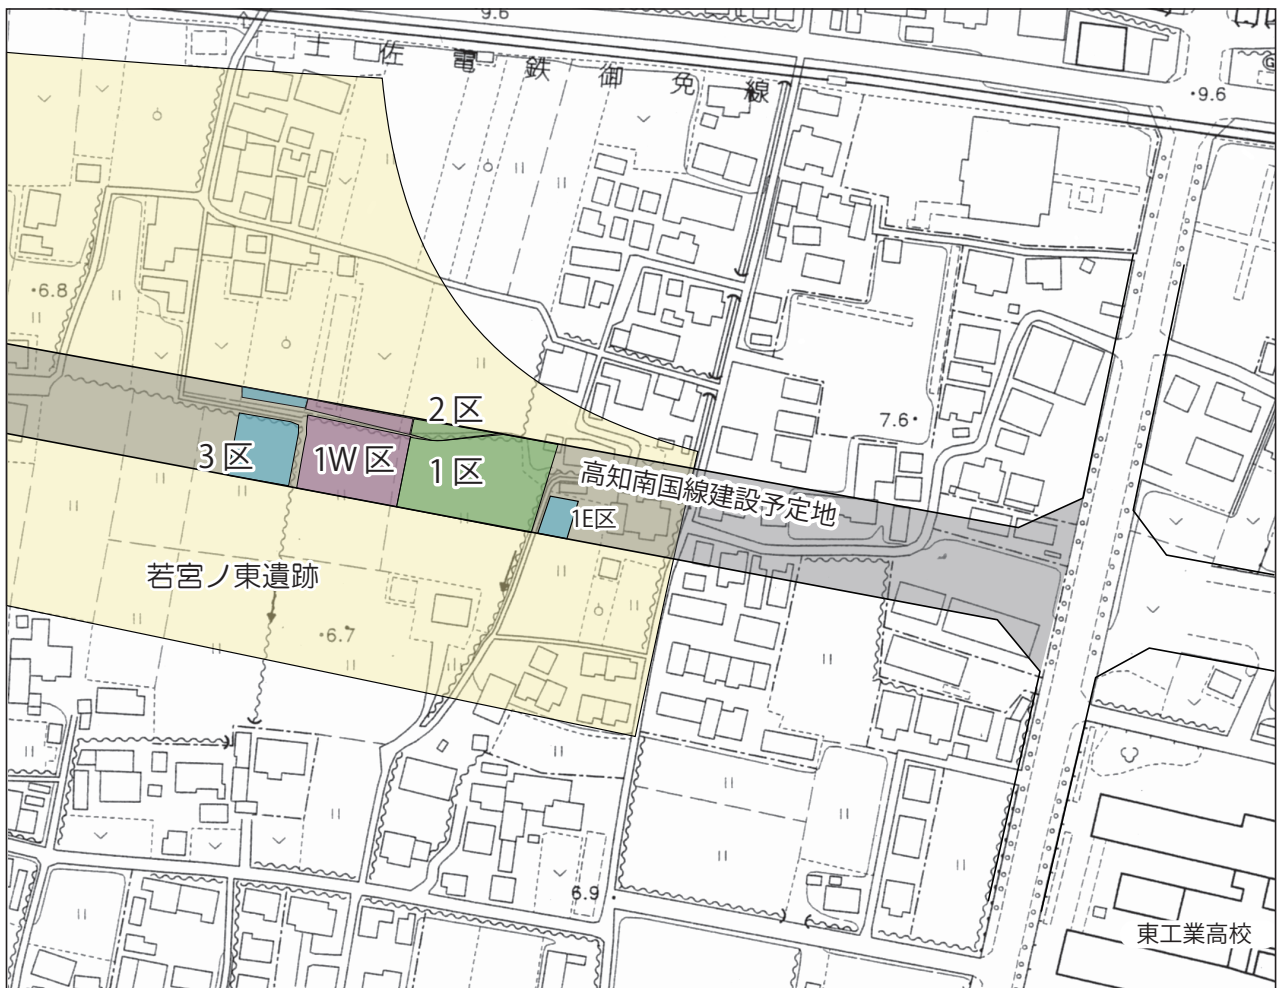 9.6
土佐電鉄御免線
・9.6
G
・6.8
7.6・
2区
3区
1W区
1区
高知南国線建設予定地
1E区
若宮ノ東遺跡
・6.7
6.9
東工業高校